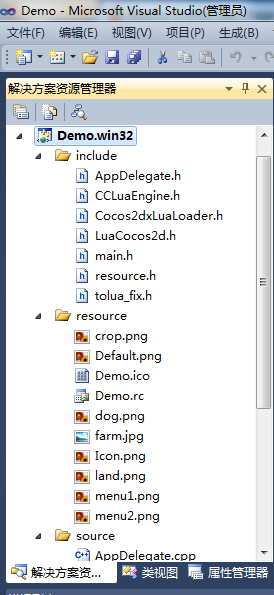 Demo - Microsoft Visual Studio(管理员)
文件(F) 编辑(E) 视图(V) 项目(P) 生成(B)
解决方案资源管理器
Demo.win32
include
AppDelegate.h
CCLuaEngine.h
Cocos2dxLuaLoader.h
LuaCocos2d.h
main.h
resource.h
tolua_fix.h
resource
crop.png
Default.png
Demo.ico
Demo.rc
dog.png
farm.jpg
Icon.png
land.png
menu1.png
menu2.png
source
AppDelegate.cpp
解决方案资... 类视图 属性管理器